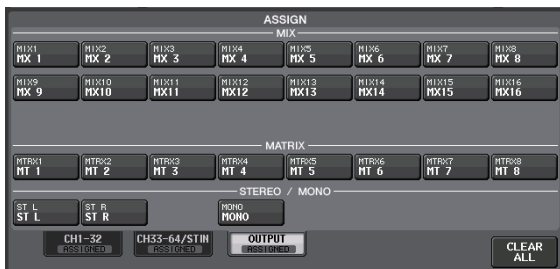 ASSIGN
MIX
MIX1 MIX2 MIX3 MIX4 MIX5 MIX6 MIX7 MIX8
MX 1 MX 2 MX 3 MX 4 MX 5 MX 6 MX 7 MX 8
MIX9 MIX10 MIX11 MIX12 MIX13 MIX14 MIX15 MIX16
MX 9 MX10 MX11 MX12 MX13 MX14 MX15 MX16
MATRIX
MTRX1 MTRX2 MTRX3 MTRX4 MTRX5 MTRX6 MTRX7 MTRX8
MT 1 MT 2 MT 3 MT 4 MT 5 MT 6 MT 7 MT 8
STEREO / MONO
ST L ST R MONO
ST L ST R MONO
CH1-32 CH33-64/STIN OUTPUT
ASSIGNED ASSIGNED ASSIGNED
CLEAR
ALL